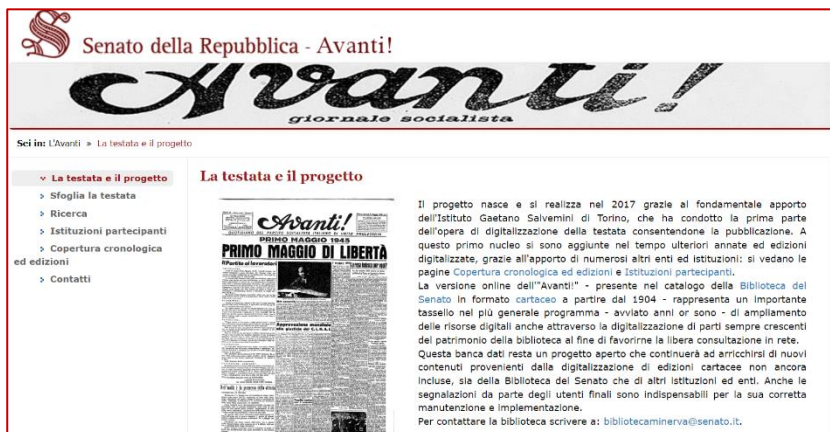 Senato della Repubblica - Avanti!
Avanti!
giornale socialista
Sei in: L'Avanti » La testata e il progetto
La testata e il progetto
Sfoglia la testata
Ricerca
Istituzioni partecipanti
Copertura cronologica
ed edizioni
Contatti
La testata e il progetto
Avanti!
PRIMO MAGGIO 1945
PRIMO MAGGIO DI LIBERTÀ
Il progetto nasce e si realizza nel 2017 grazie al fondamentale apporto
dell'Istituto Gaetano Salvemini di Torino, che ha condotto la prima parte
dell'opera di digitalizzazione della testata consentendone la pubblicazione. A
questo primo nucleo si sono aggiunte nel tempo ulteriori annate ed edizioni
digitalizzate, grazie all'apporto di numerosi altri enti ed istituzioni: si vedano le
pagine Copertura cronologica ed edizioni e Istituzioni partecipanti.
La versione online dell'"Avanti!" - presente nel catalogo della Biblioteca del
Senato in formato cartaceo a partire dal 1904 - rappresenta un importante
tassello nel più generale programma - avviato anni or sono - di ampliamento
delle risorse digitali anche attraverso la digitalizzazione di parti sempre crescenti
del patrimonio della biblioteca al fine di favorirne la libera consultazione in rete.
Questa banca dati resta un progetto aperto che continuerà ad arricchirsi di nuovi
contenuti provenienti dalla digitalizzazione di edizioni cartacee non ancora
incluse, sia della Biblioteca del Senato che di altri istituzioni ed enti. Anche le
segnalazioni da parte degli utenti finali sono indispensabili per la sua corretta
manutenzione e implementazione.
Per contattare la biblioteca scrivere a: bibliotecaminerva@senato.it.